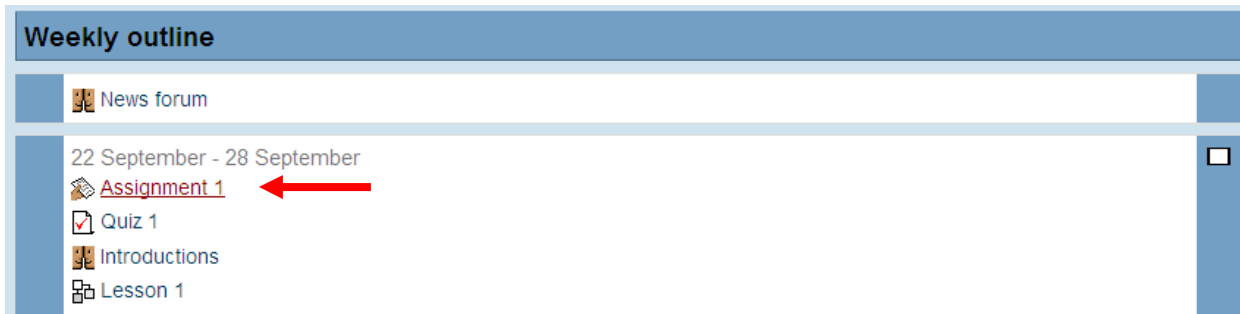 Weekly outline
News forum
22 September - 28 September
Assignment 1
Quiz 1
Introductions
Lesson 1